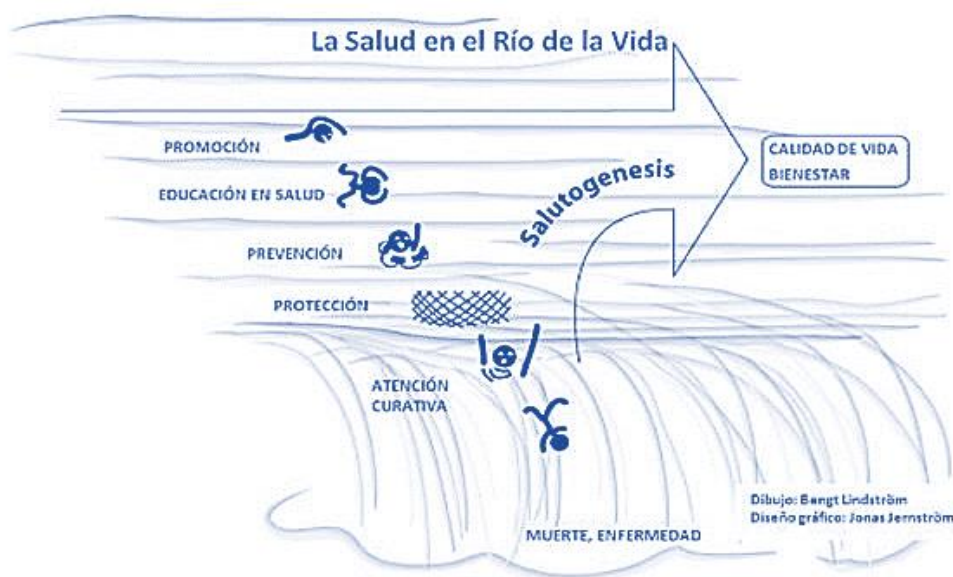 La Salud en el Río de la Vida
PROMOCIÓN
CALIDAD DE VIDA
BIENESTAR
EDUCACIÓN EN SALUD
Salutogenesis
PREVENCIÓN
PROTECCIÓN
ATENCIÓN
CURATIVA
Dibujo: Bengt Lindström
Diseño gráfico: Jonas Jernström
MUERTE, ENFERMEDAD